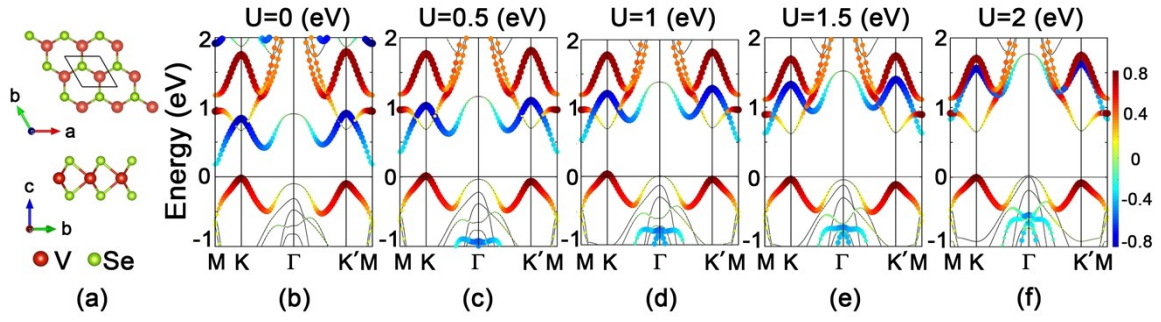 U=0 (eV) U=0.5 (eV) U=1 (eV) U=1.5 (eV) U=2 (eV)
b
a
c
b
V Se
Energy (eV)
2 2 2 2 2
1 1 1 1 1
0 0 0 0 0
-1 -1 -1 -1 -1
0.8
0.4
0
-0.4
-0.8
M K Γ K′ M M K Γ K′ M M K Γ K′ M M K Γ K′ M M K Γ K′ M
(a) (b) (c) (d) (e) (f)